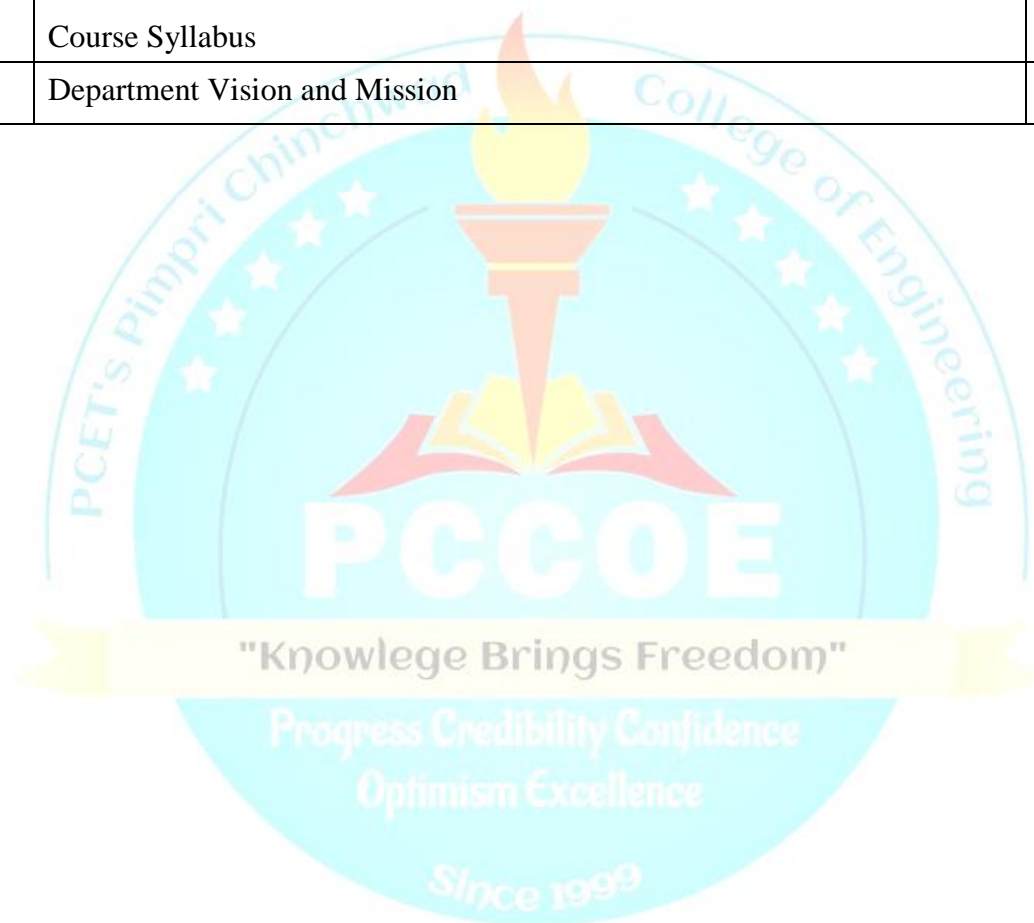 Course Syllabus
Department Vision and Mission
PCET's Pimpri Chinchwad College of Engineering
PCCOE
"Knowlege Brings Freedom"
Progress Credibility Confidence
Optimism Excellence
Since 1999